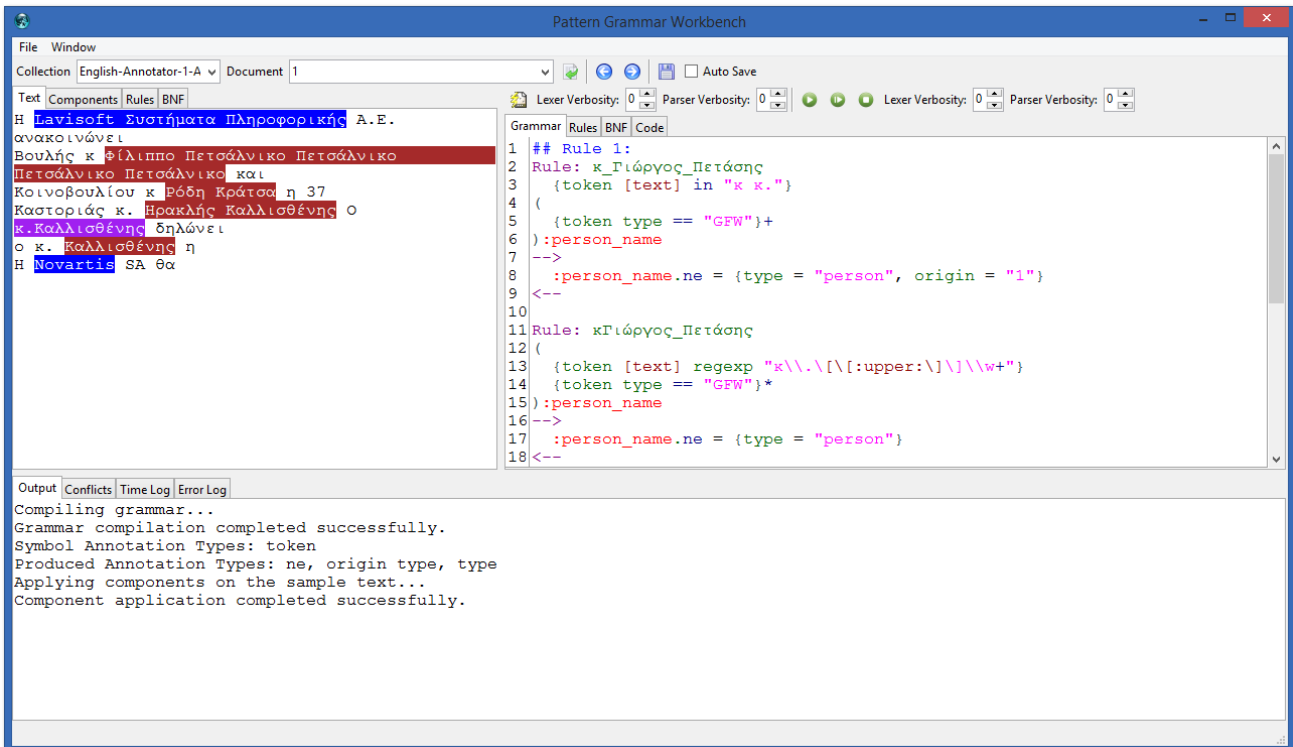 Pattern Grammar Workbench
File Window
Collection English-Annotator-1-A Document 1 Auto Save
Text Components Rules BNF
Η Lavisoft Συστήματα Πληροφορικής Α.Ε.
ανακοινώνει
Βουλής κ Φίλιππο Πετσάλνικο Πετσάλνικο
Πετσάλνικο Πετσάλνικο και
Κοινοβουλίου κ Ρόδη Κράτσα η 37
Καστοριάς κ. Ηρακλής Καλλισθένης Ο
κ.Καλλισθένης δηλώνει
ο κ. Καλλισθένης η
Η Novartis SA θα
Lexer Verbosity: 0 Parser Verbosity: 0 Lexer Verbosity: 0 Parser Verbosity: 0
Grammar Rules BNF Code
1 ## Rule 1:
2 Rule: κ_Γιώργος_Πετάσης
3 {token [text] in "κ κ."}
4 (
5 {token type == "GFW"}+
6 ):person_name
7 -->
8 :person_name.ne = {type = "person", origin = "1"}
9 <--
10
11 Rule: κΓιώργος_Πετάσης
12 (
13 {token [text] regexp "κ\\.\[\[:upper:\]\]\\w+"}
14 {token type == "GFW"}*
15 ):person_name
16 -->
17 :person_name.ne = {type = "person"}
18 <--
Output Conflicts Time Log Error Log
Compiling grammar...
Grammar compilation completed successfully.
Symbol Annotation Types: token
Produced Annotation Types: ne, origin type, type
Applying components on the sample text...
Component application completed successfully.